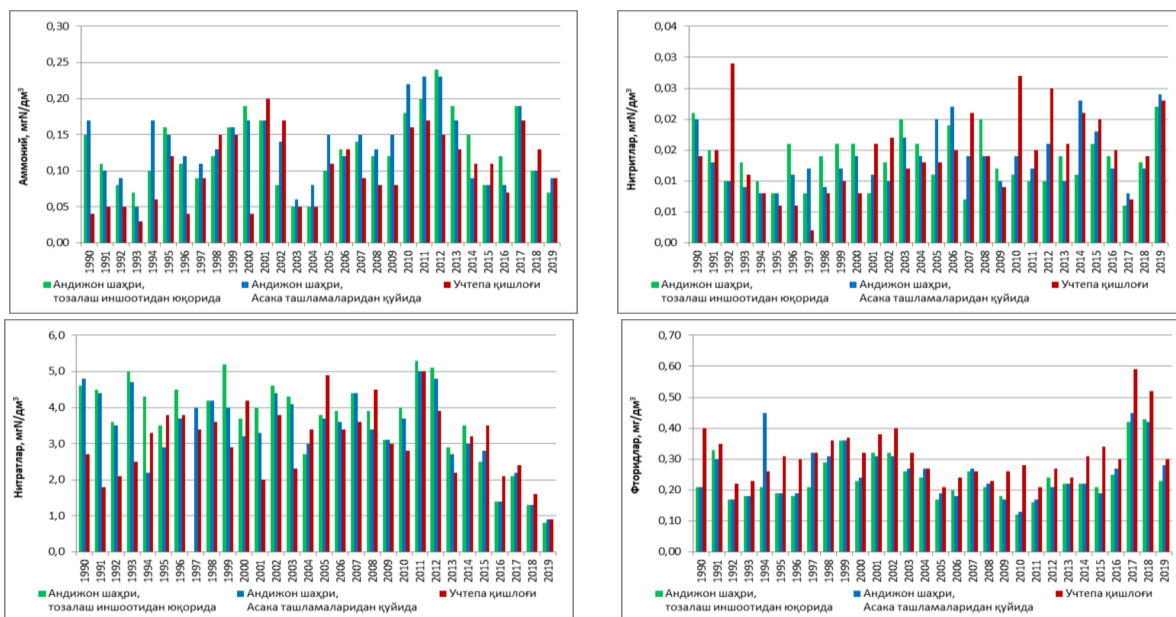 Аммоний, мгN/дм³
0,30
0,25
0,20
0,15
0,10
0,05
0,00
1990 1991 1992 1993 1994 1995 1996 1997 1998 1999 2000 2001 2002 2003 2004 2005 2006 2007 2008 2009 2010 2011 2012 2013 2014 2015 2016 2017 2018 2019
Андижон шаҳри, Андижон шаҳри, Учтепа қишлоғи
тозалаш иншоотидан юқорида Асака ташламаларидан қуйида
Нитритлар, мгN/дм³
0,04
0,03
0,03
0,02
0,02
0,01
0,01
0,00
1990 1991 1992 1993 1994 1995 1996 1997 1998 1999 2000 2001 2002 2003 2004 2005 2006 2007 2008 2009 2010 2011 2012 2013 2014 2015 2016 2017 2018 2019
Андижон шаҳри, Андижон шаҳри, Учтепа қишлоғи
тозалаш иншоотидан юқорида Асака ташламаларидан қуйида
Нитратлар, мгN/дм³
6,0
5,0
4,0
3,0
2,0
1,0
0,0
1990 1991 1992 1993 1994 1995 1996 1997 1998 1999 2000 2001 2002 2003 2004 2005 2006 2007 2008 2009 2010 2011 2012 2013 2014 2015 2016 2017 2018 2019
Андижон шаҳри, Андижон шаҳри, Учтепа қишлоғи
тозалаш иншоотидан юқорида Асака ташламаларидан қуйида
Фторидлар, мг/дм³
0,70
0,60
0,50
0,40
0,30
0,20
0,10
0,00
1990 1991 1992 1993 1994 1995 1996 1997 1998 1999 2000 2001 2002 2003 2004 2005 2006 2007 2008 2009 2010 2011 2012 2013 2014 2015 2016 2017 2018 2019
Андижон шаҳри, Андижон шаҳри, Учтепа қишлоғи
тозалаш иншоотидан юқорида Асака ташламаларидан қуйида